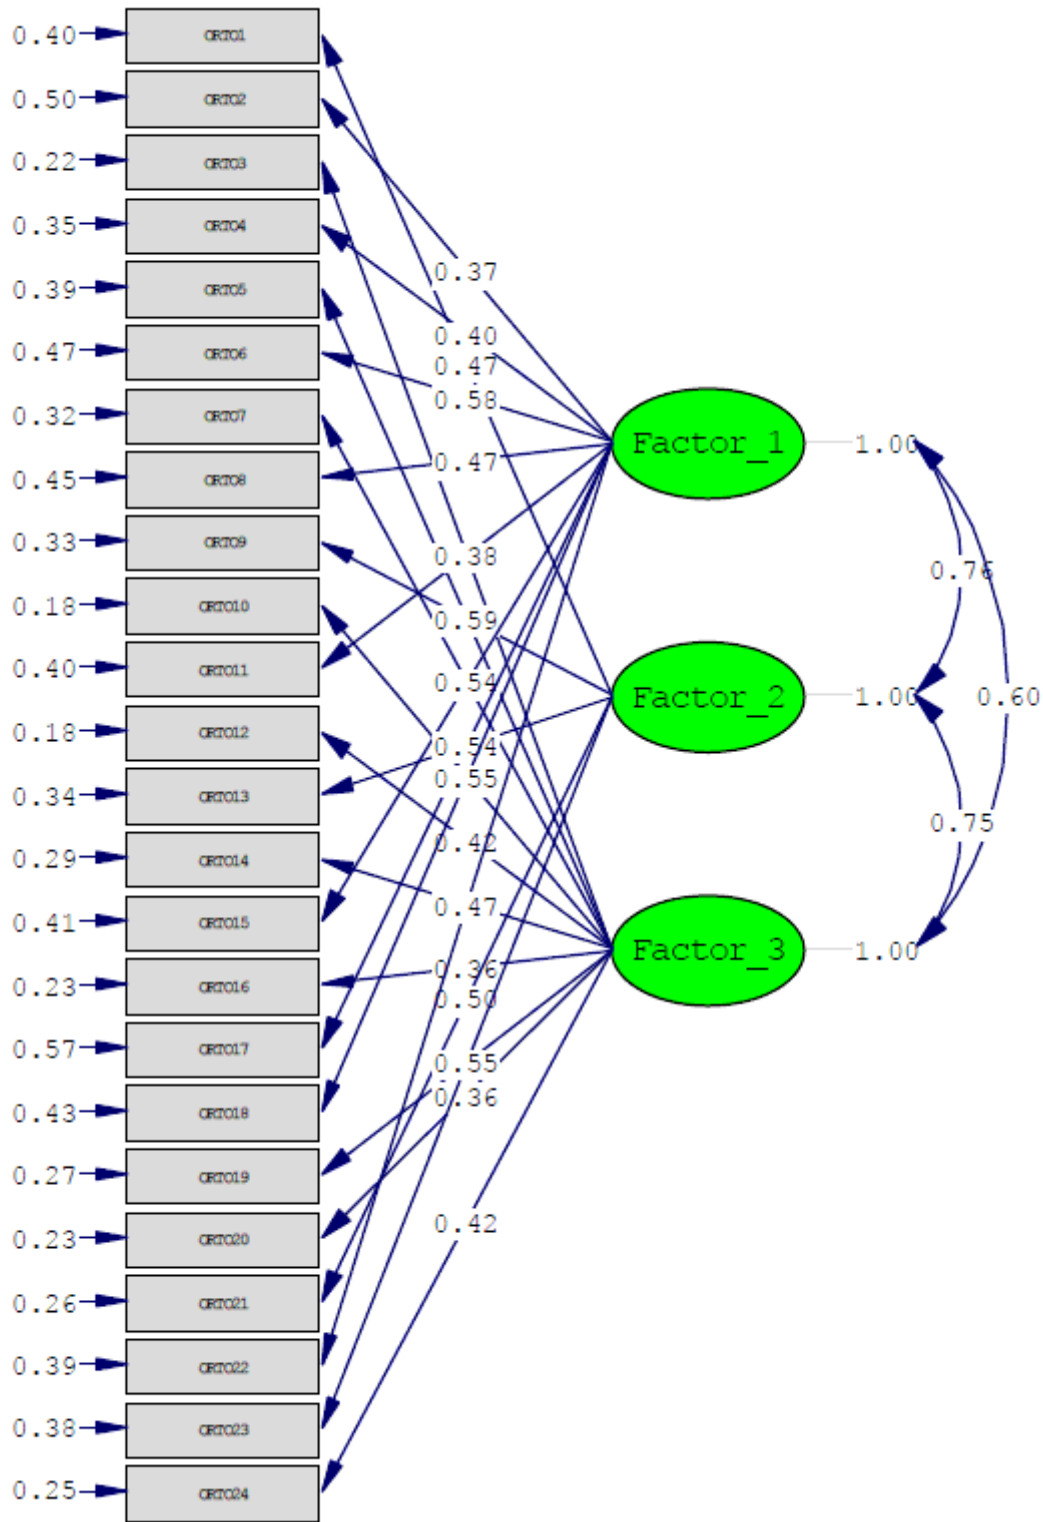 0.40 ORTO1
0.50 ORTO2
0.22 ORTO3
0.35 ORTO4
0.39 ORTO5
0.47 ORTO6
0.32 ORTO7
0.45 ORTO8
0.33 ORTO9
0.18 ORTO10
0.40 ORTO11
0.18 ORTO12
0.34 ORTO13
0.29 ORTO14
0.41 ORTO15
0.23 ORTO16
0.57 ORTO17
0.43 ORTO18
0.27 ORTO19
0.23 ORTO20
0.26 ORTO21
0.39 ORTO22
0.38 ORTO23
0.25 ORTO24
0.37
0.40
0.47
0.58
0.47
0.38
0.59
0.54
0.54
0.55
0.42
0.47
0.36
0.50
0.55
0.36
0.42
Factor_1 1.00
Factor_2 1.00
Factor_3 1.00
0.76
0.60
0.75